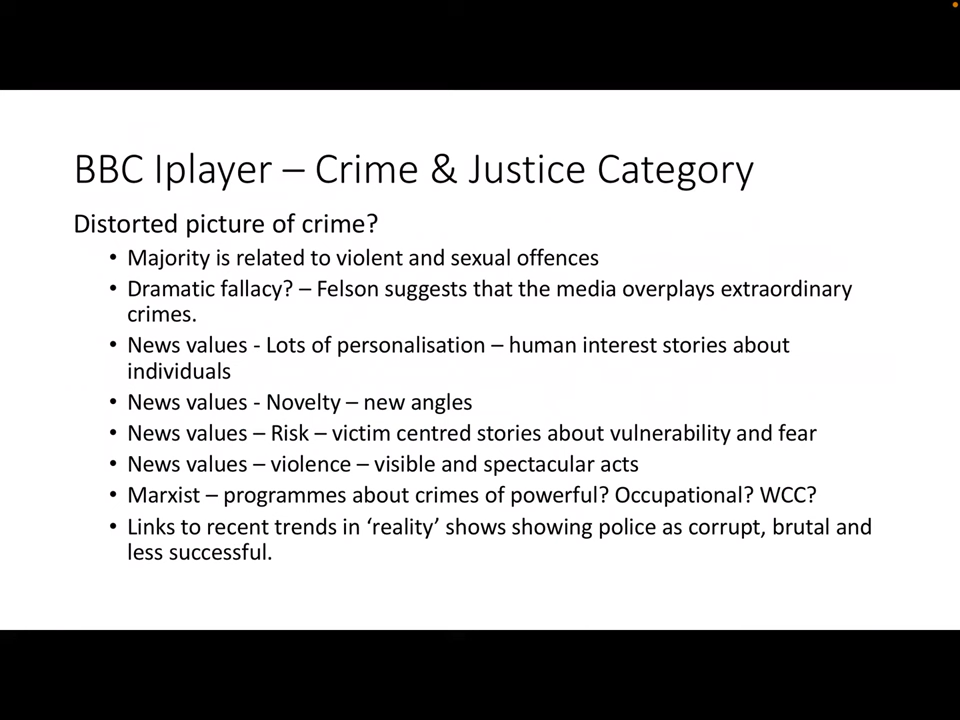 BBC Iplayer – Crime & Justice Category
Distorted picture of crime?
• Majority is related to violent and sexual offences
• Dramatic fallacy? – Felson suggests that the media overplays extraordinary
crimes.
• News values - Lots of personalisation – human interest stories about
individuals
• News values - Novelty – new angles
• News values – Risk – victim centred stories about vulnerability and fear
• News values – violence – visible and spectacular acts
• Marxist – programmes about crimes of powerful? Occupational? WCC?
• Links to recent trends in ‘reality’ shows showing police as corrupt, brutal and
less successful.